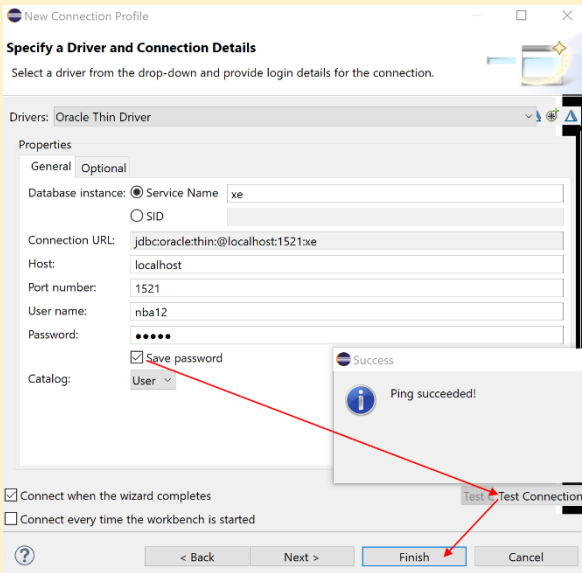 New Connection Profile
Specify a Driver and Connection Details
Select a driver from the drop-down and provide login details for the connection.
Drivers: Oracle Thin Driver
Properties
General Optional
Database instance: Service Name xe
SID
Connection URL: jdbc:oracle:thin:@localhost:1521:xe
Host: localhost
Port number: 1521
User name: nba12
Password: ●●●●●
Save password
Success
Catalog: User
Ping succeeded!
Connect when the wizard completes
Test C Test Connection
Connect every time the workbench is started
< Back Next > Finish Cancel